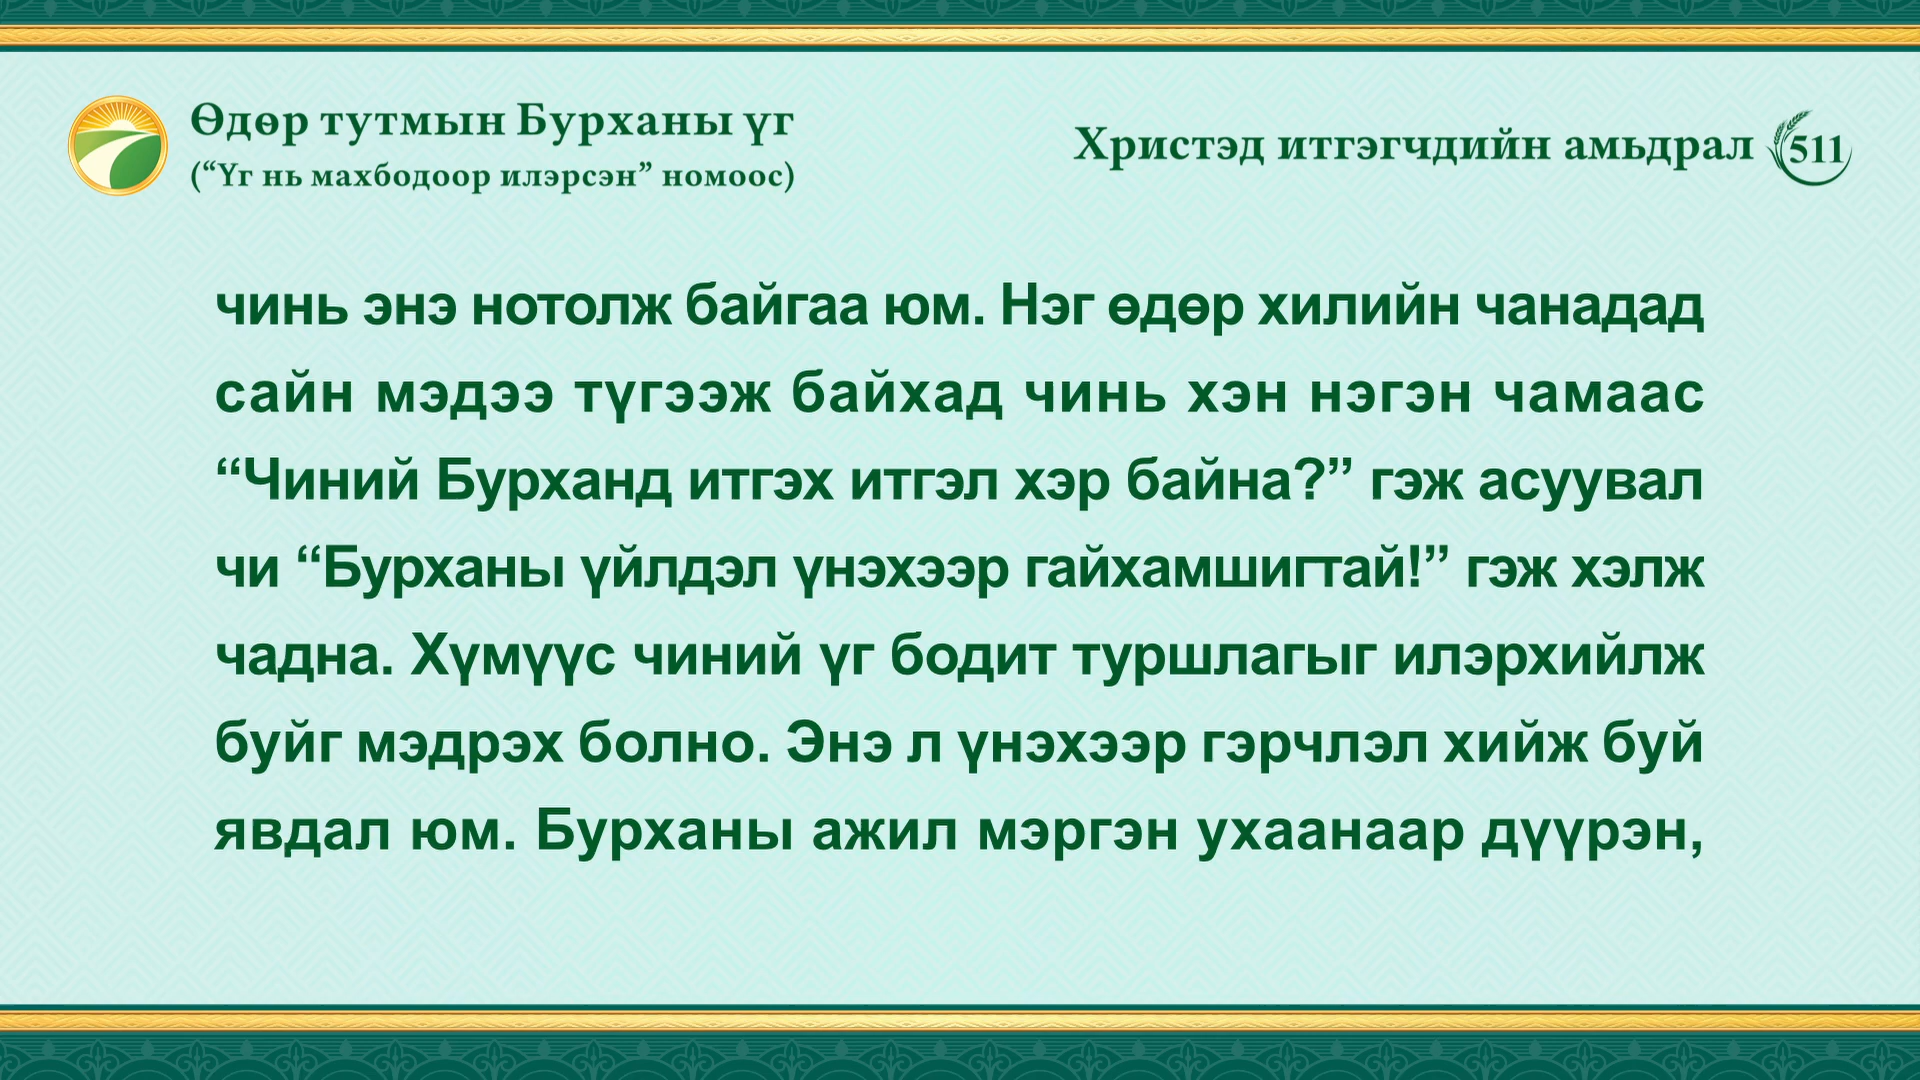 Өдөр тутмын Бурханы үг
(“Үг нь махбодоор илэрсэн” номоос)
Христэд итгэгчдийн амьдрал 511
чинь энэ нотолж байгаа юм. Нэг өдөр хилийн чанадад
сайн мэдээ түгээж байхад чинь хэн нэгэн чамаас
“Чиний Бурханд итгэх итгэл хэр байна?” гэж асуувал
чи “Бурханы үйлдэл үнэхээр гайхамшигтай!” гэж хэлж
чадна. Хүмүүс чиний үг бодит туршлагыг илэрхийлж
буйг мэдрэх болно. Энэ л үнэхээр гэрчлэл хийж буй
явдал юм. Бурханы ажил мэргэн ухаанаар дүүрэн,